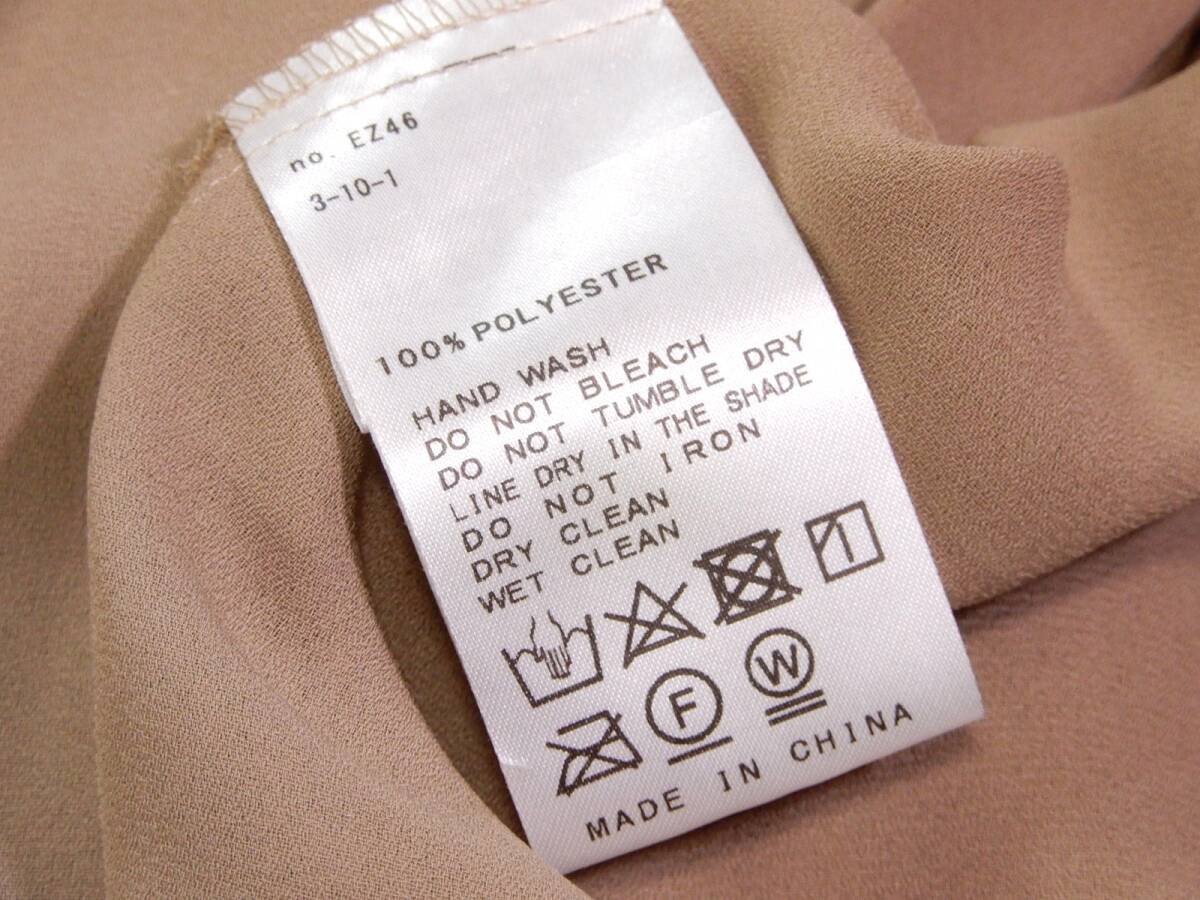 no. EZ46
3-10-1
100% POLYESTER
HAND WASH
DO NOT BLEACH
DO NOT TUMBLE DRY
LINE DRY IN THE SHADE
DO NOT IRON
DRY CLEAN
WET CLEAN
F W
MADE IN CHINA